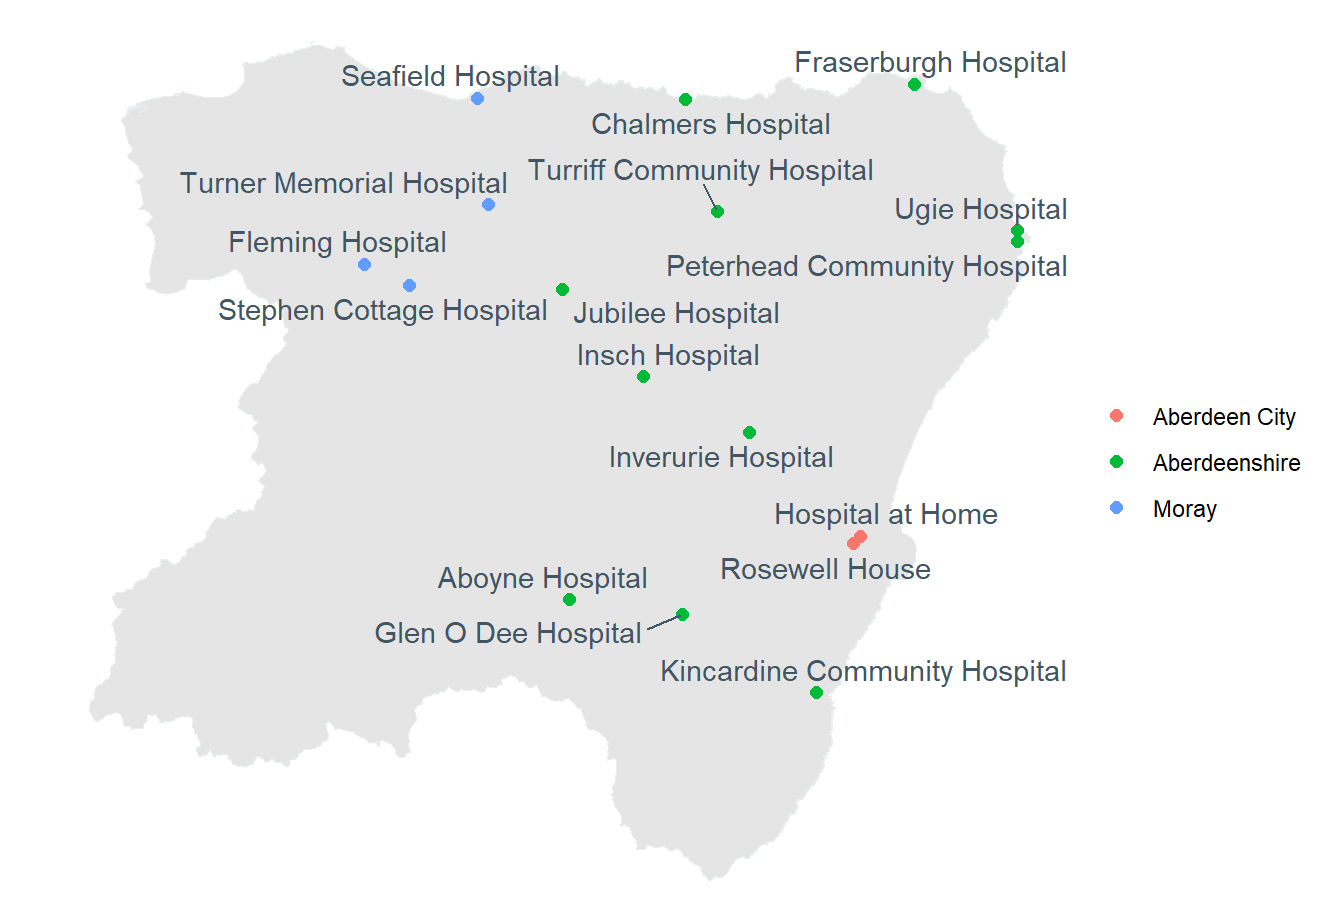 Fraserburgh Hospital
Seafield Hospital
Chalmers Hospital
Turriff Community Hospital
Turner Memorial Hospital
Ugie Hospital
Fleming Hospital
Peterhead Community Hospital
Stephen Cottage Hospital
Jubilee Hospital
Insch Hospital
Aberdeen City
Inverurie Hospital
Aberdeenshire
Moray
Hospital at Home
Rosewell House
Aboyne Hospital
Glen O Dee Hospital
Kincardine Community Hospital